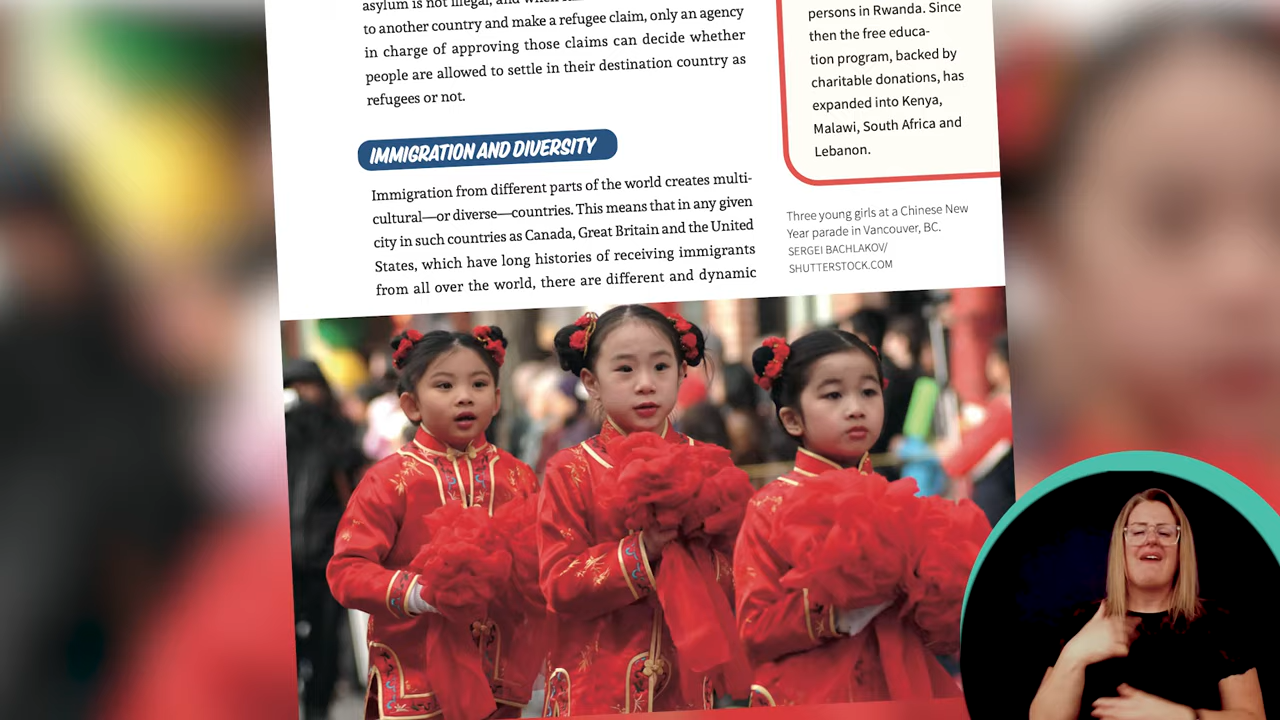 asylum is not illegal, and when
to another country and make a refugee claim, only an agency
in charge of approving those claims can decide whether
people are allowed to settle in their destination country as
refugees or not.
IMMIGRATION AND DIVERSITY
Immigration from different parts of the world creates multi-
cultural—or diverse—countries. This means that in any given
city in such countries as Canada, Great Britain and the United
States, which have long histories of receiving immigrants
from all over the world, there are different and dynamic
persons in Rwanda. Since
then the free educa-
tion program, backed by
charitable donations, has
expanded into Kenya,
Malawi, South Africa and
Lebanon.
Three young girls at a Chinese New
Year parade in Vancouver, BC.
SERGEI BACHLAKOV/
SHUTTERSTOCK.COM